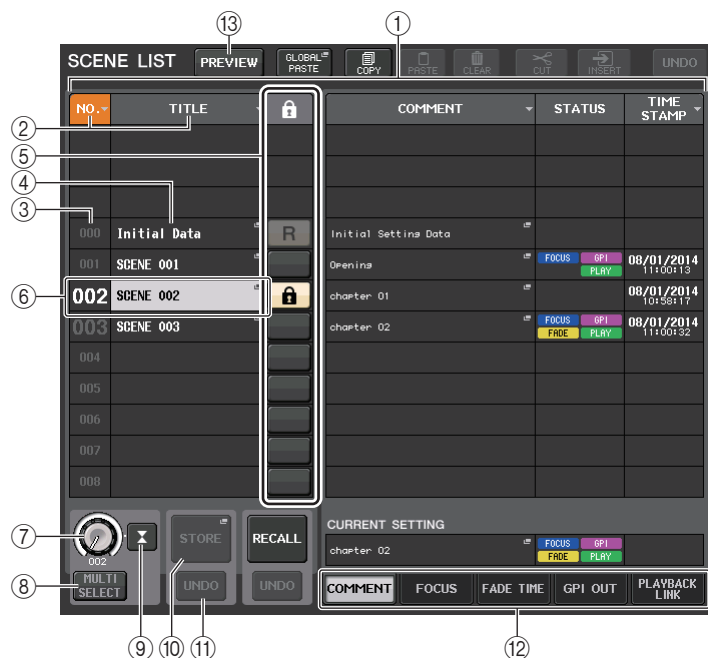 ⑬ ①
SCENE LIST PREVIEW GLOBAL PASTE COPY PASTE CLEAR CUT INSERT UNDO
② NO. TITLE COMMENT STATUS TIME STAMP
⑤
④
③ 000 Initial Data R Initial Setting Data
001 SCENE 001 Opening FOCUS GPI PLAY 08/01/2014 11:00:13
⑥ 002 SCENE 002 chapter 01 08/01/2014 10:58:17
003 SCENE 003 chapter 02 FOCUS GPI FADE PLAY 08/01/2014 11:00:32
004
005
006
007
008
⑦ 002 STORE RECALL CURRENT SETTING
chapter 02 FOCUS GPI FADE PLAY
⑧ MULTI SELECT UNDO UNDO COMMENT FOCUS FADE TIME GPI OUT PLAYBACK LINK
⑨ ⑩ ⑪ ⑫